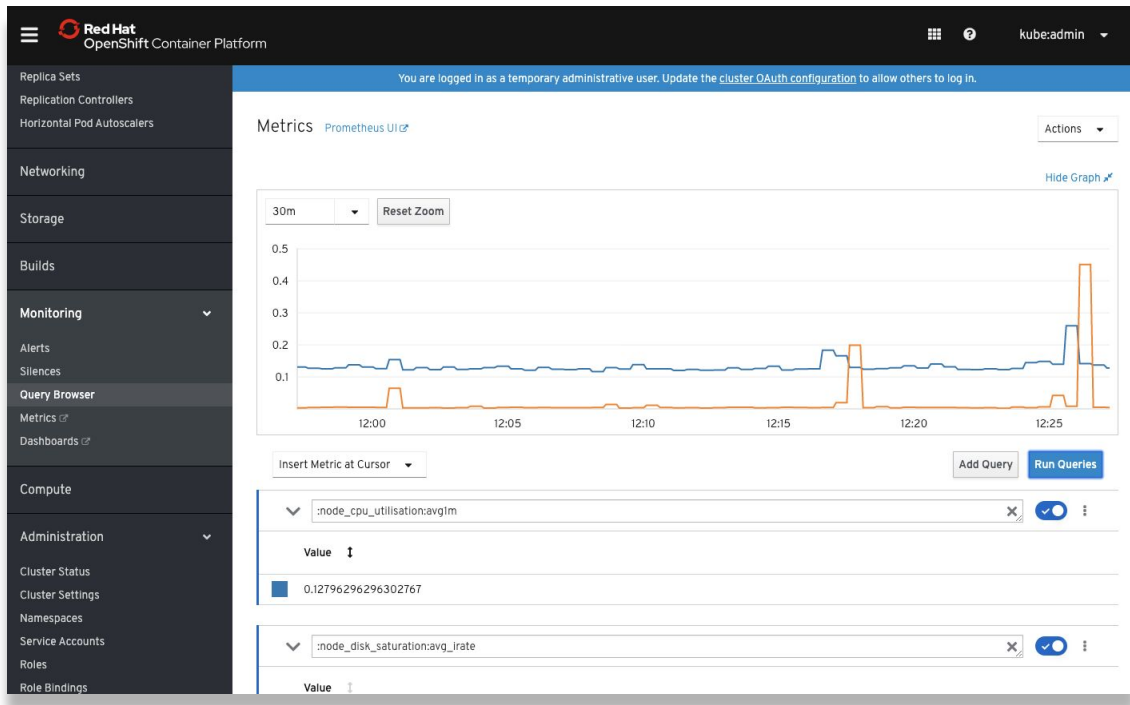 Red Hat
OpenShift Container Platform
kube:admin
You are logged in as a temporary administrative user. Update the cluster OAuth configuration to allow others to log in.
Replica Sets
Replication Controllers
Horizontal Pod Autoscalers
Networking
Storage
Builds
Monitoring
Alerts
Silences
Query Browser
Metrics
Dashboards
Compute
Administration
Cluster Status
Cluster Settings
Namespaces
Service Accounts
Roles
Role Bindings
Metrics Prometheus UI
Actions
Hide Graph
30m Reset Zoom
0.5
0.4
0.3
0.2
0.1
12:00 12:05 12:10 12:15 12:20 12:25
Insert Metric at Cursor Add Query Run Queries
:node_cpu_utilisation:avg1m
Value
0.12796296296302767
:node_disk_saturation:avg_irate
Value